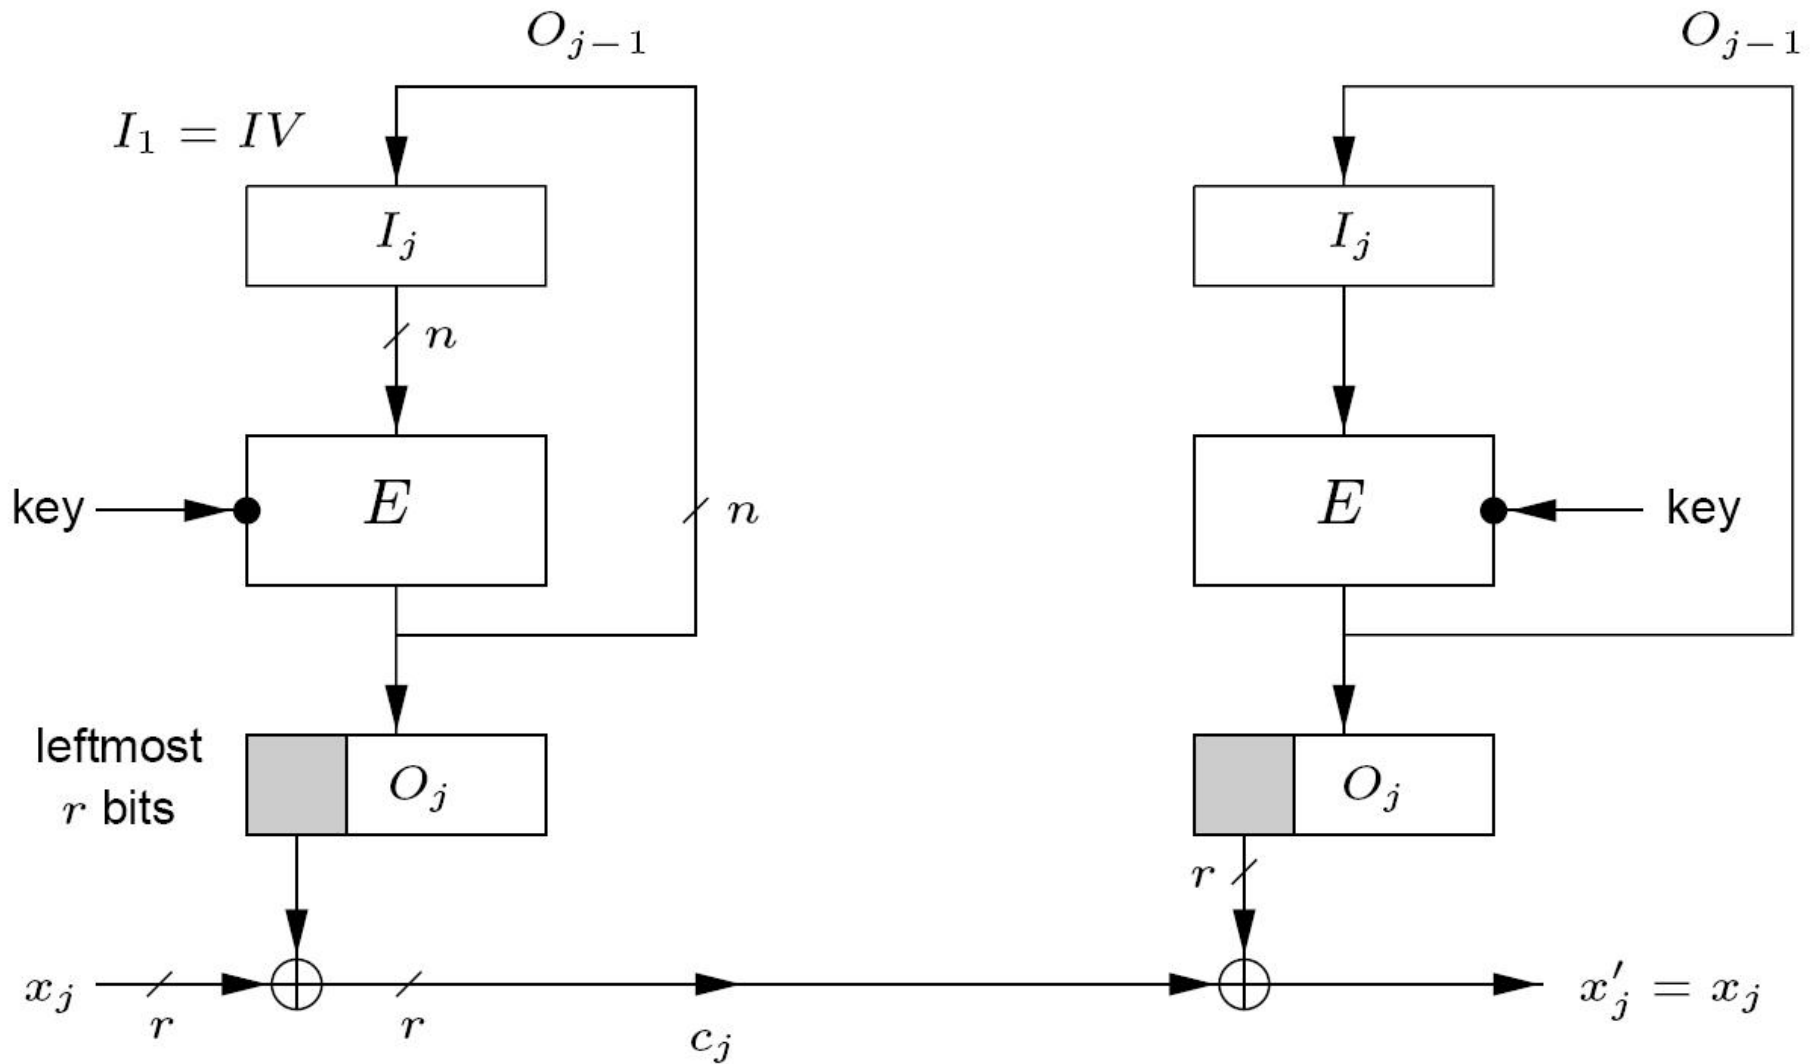 O_{j−1}
O_{j−1}
I_1 = IV
I_j
I_j
n
key
E
n
E
key
leftmost
r bits
O_j
O_j
r
x_j
r
r
c_j
x'_j = x_j